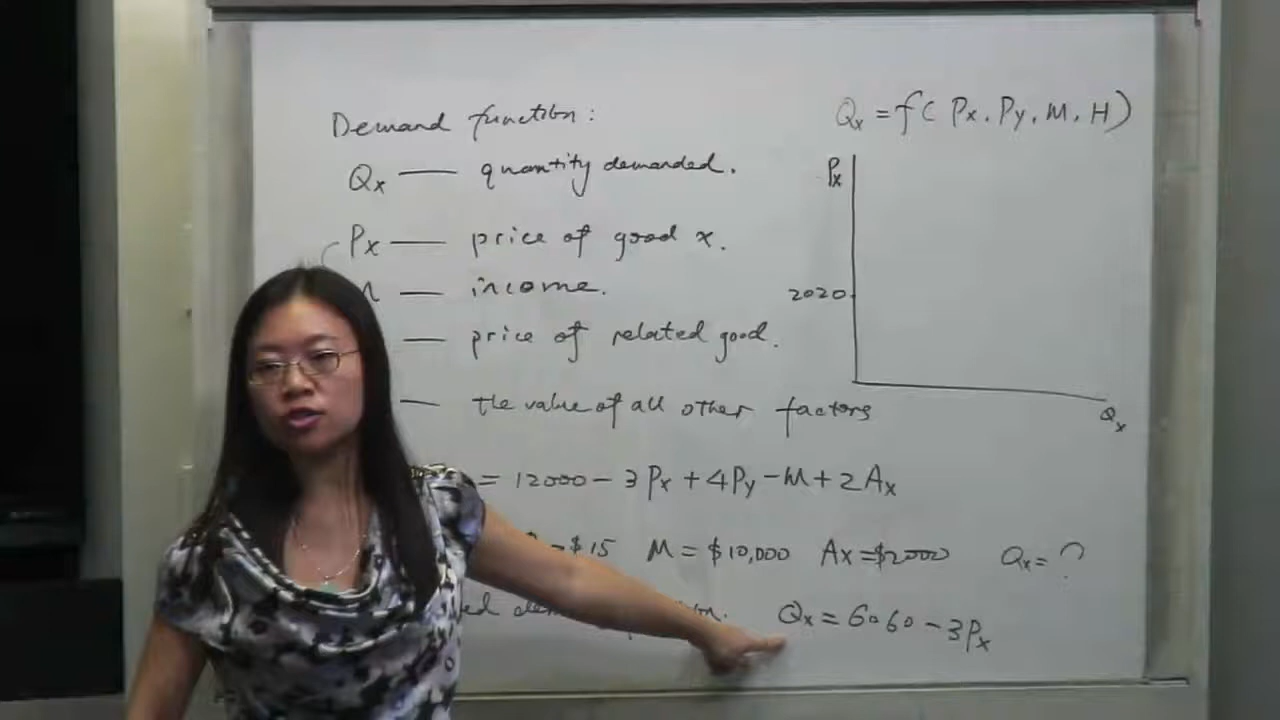 Demand function:
Qx — quantity demanded.
Px — price of good x.
— income.
— price of related good.
— the value of all other factors
= 12000 - 3Px + 4Py - M + 2Ax
= $15 M = $10,000 Ax = $2000 Qx = ?
Qx = 6060 - 3Px
Qx = f( Px, Py, M, H)
Px
2020
Qx